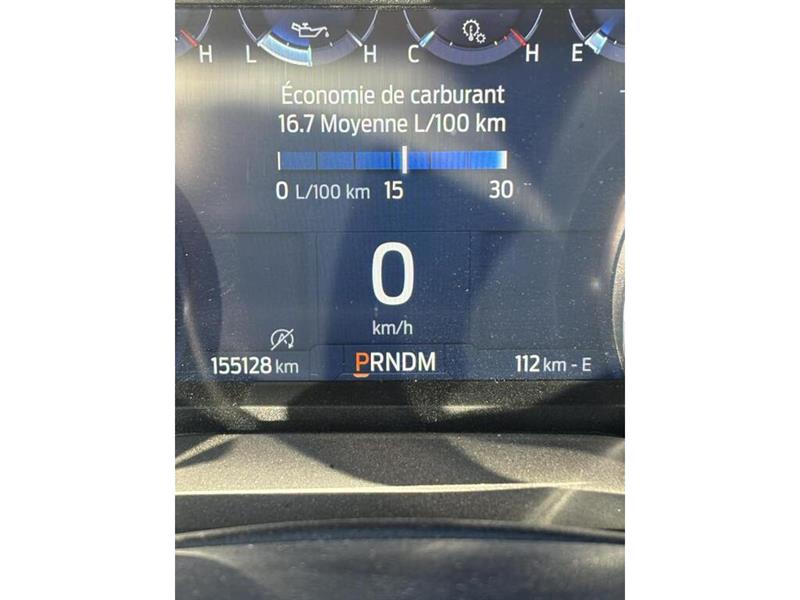 H L H C H E
Économie de carburant
16.7 Moyenne L/100 km
0 L/100 km 15 30
0
km/h
A
155128 km PRNDM 112 km - E